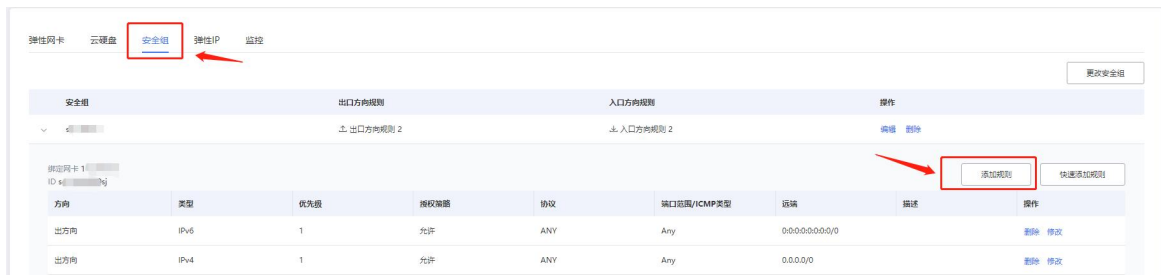 弹性网卡 云硬盘 安全组 弹性IP 监控
更改安全组
安全组 出口方向规则 入口方向规则 操作
出口方向规则 2 入口方向规则 2 编辑 删除
绑定网卡 1
ID
添加规则 快速添加规则
方向 类型 优先级 授权策略 协议 端口范围/ICMP类型 远端 描述 操作
出方向 IPv6 1 允许 ANY Any 0:0:0:0:0:0:0:0/0 删除 修改
出方向 IPv4 1 允许 ANY Any 0.0.0.0/0 删除 修改